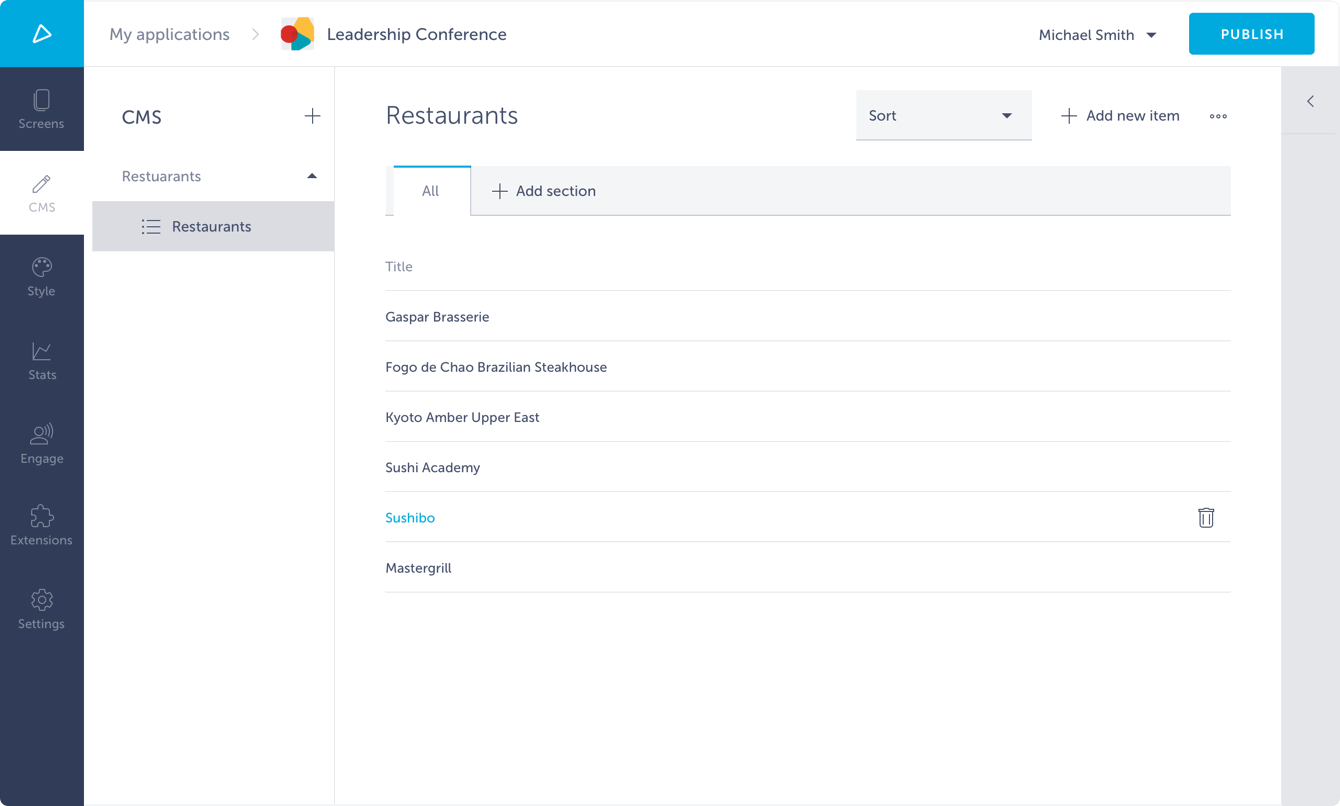 My applications
Leadership Conference
Michael Smith
PUBLISH
Screens
CMS
Style
Stats
Engage
Extensions
Settings
CMS
Restuarants
Restaurants
Restaurants
Sort
Add new item
All
Add section
Title
Gaspar Brasserie
Fogo de Chao Brazilian Steakhouse
Kyoto Amber Upper East
Sushi Academy
Sushibo
Mastergrill